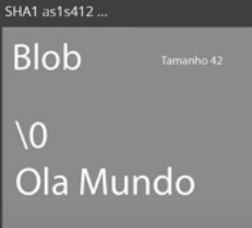 SHA1 as1s412 ...
Blob Tamanho 42
\0
Ola Mundo